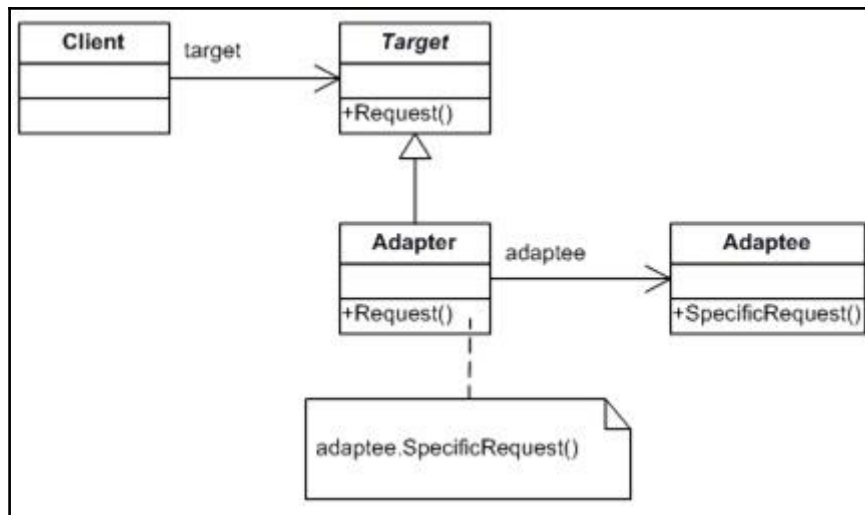 Client
target
Target
+Request()
Adapter
adaptee
Adaptee
+Request()
+SpecificRequest()
adaptee.SpecificRequest()